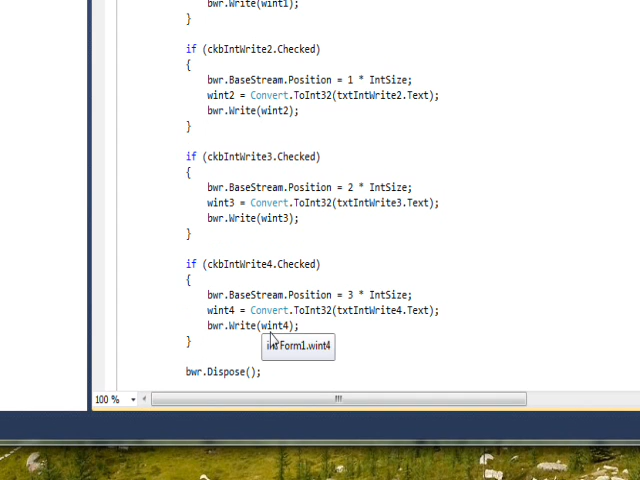 bwr.Write(wint1);
}
if (ckbIntWrite2.Checked)
{
bwr.BaseStream.Position = 1 * IntSize;
wint2 = Convert.ToInt32(txtIntWrite2.Text);
bwr.Write(wint2);
}
if (ckbIntWrite3.Checked)
{
bwr.BaseStream.Position = 2 * IntSize;
wint3 = Convert.ToInt32(txtIntWrite3.Text);
bwr.Write(wint3);
}
if (ckbIntWrite4.Checked)
{
bwr.BaseStream.Position = 3 * IntSize;
wint4 = Convert.ToInt32(txtIntWrite4.Text);
bwr.Write(wint4);
}
int Form1.wint4
bwr.Dispose();
100 %